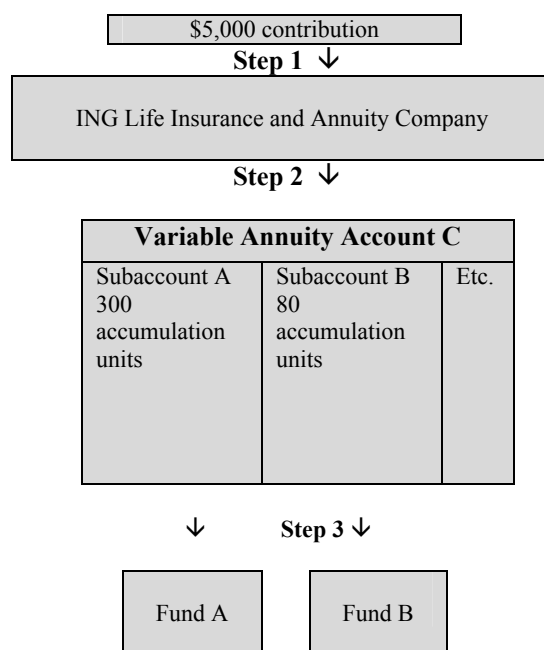 $5,000 contribution
Step 1 ↓
ING Life Insurance and Annuity Company
Step 2 ↓
Variable Annuity Account C
Subaccount A
300
accumulation
units
Subaccount B
80
accumulation
units
Etc.
↓ Step 3 ↓
Fund A
Fund B